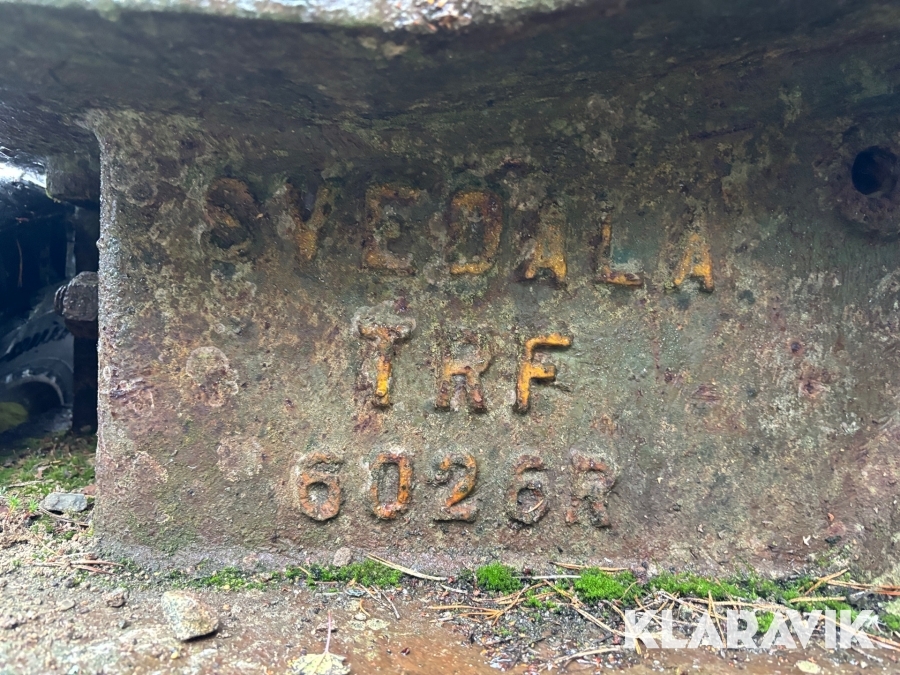 SVEDALA
TRF
6026R
KLARAVIK